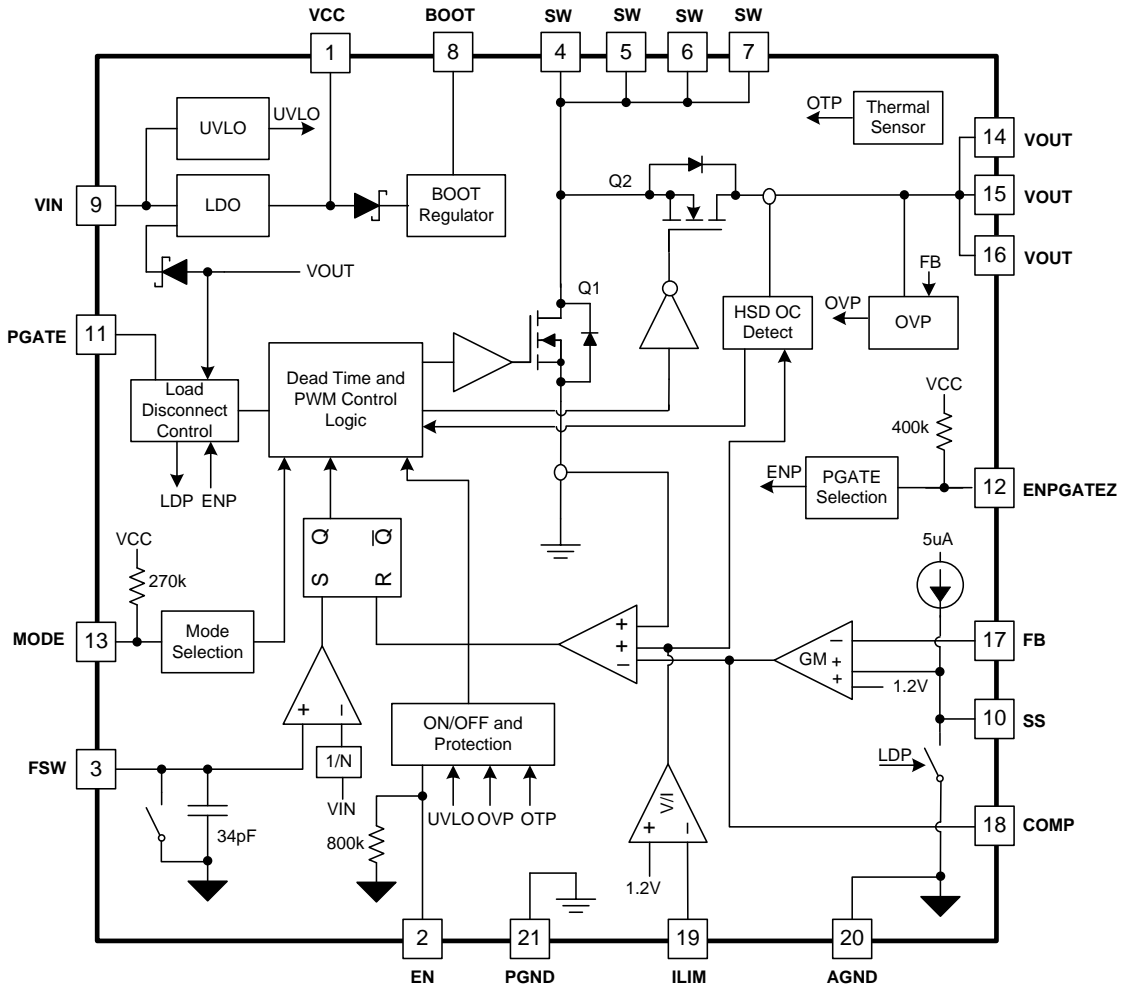 VCC
BOOT
SW
SW
SW
SW
1
8
4
5
6
7
UVLO
UVLO
OTP
Thermal
Sensor
14
VOUT
VIN
9
LDO
BOOT
Regulator
Q2
15
VOUT
16
VOUT
VOUT
FB
PGATE
11
Q1
HSD OC
Detect
OVP
OVP
Load
Disconnect
Control
Dead Time and
PWM Control
Logic
VCC
400k
LDP
ENP
ENP
PGATE
Selection
12
ENPGATEZ
VCC
270k
S
Q
R
Q
5uA
MODE
13
Mode
Selection
+
+
−
GM
−
+
+
1.2V
17
FB
10
SS
+
−
ON/OFF and
Protection
FSW
3
1/N
VIN
LDP
34pF
800k
UVLO
OVP
OTP
V/I
+
−
1.2V
18
COMP
2
21
19
20
EN
PGND
ILIM
AGND